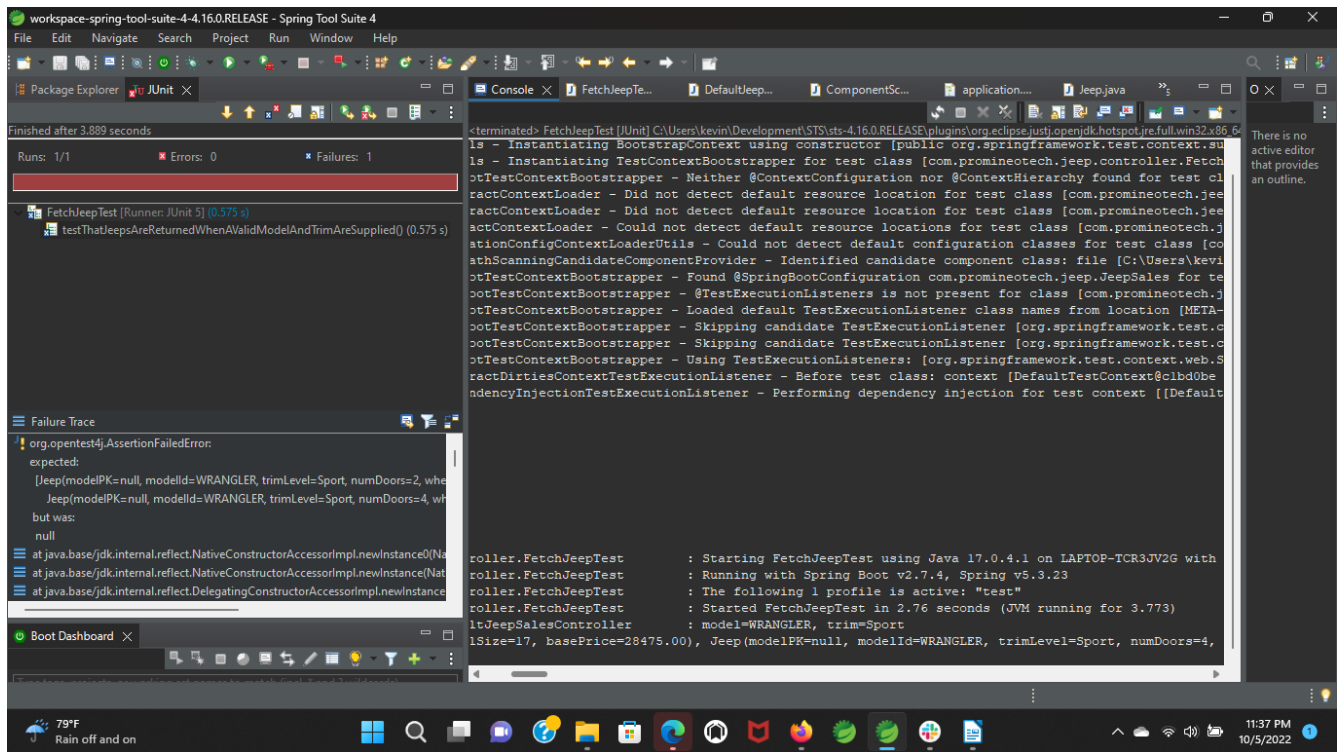 workspace-spring-tool-suite-4-4.16.0.RELEASE - Spring Tool Suite 4
File Edit Navigate Search Project Run Window Help
Package Explorer JUnit
Finished after 3.889 seconds
Runs: 1/1 Errors: 0 Failures: 1
FetchJeepTest [Runner: JUnit 5] (0.575 s)
testThatJeepsAreReturnedWhenAValidModelAndTrimAreSupplied() (0.575 s)
Failure Trace
org.opentest4j.AssertionFailedError:
expected:
[Jeep(modelPK=null, modelId=WRANGLER, trimLevel=Sport, numDoors=2, whe
Jeep(modelPK=null, modelId=WRANGLER, trimLevel=Sport, numDoors=4, wh
but was:
null
at java.base/jdk.internal.reflect.NativeConstructorAccessorImpl.newInstance0(Na
at java.base/jdk.internal.reflect.NativeConstructorAccessorImpl.newInstance(Nat
at java.base/jdk.internal.reflect.DelegatingConstructorAccessorImpl.newInstance
Boot Dashboard
Console FetchJeepTe... DefaultJeep... ComponentSc... application.... Jeep.java »5
<terminated> FetchJeepTest [JUnit] C:\Users\kevin\Development\STS\sts-4.16.0.RELEASE\plugins\org.eclipse.justj.openjdk.hotspot.jre.full.win32.x86_64
ls - Instantiating BootstrapContext using constructor [public org.springframework.test.context.su
ls - Instantiating TestContextBootstrapper for test class [com.promineotech.jeep.controller.Fetch
otTestContextBootstrapper - Neither @ContextConfiguration nor @ContextHierarchy found for test cl
ractContextLoader - Did not detect default resource location for test class [com.promineotech.jee
ractContextLoader - Did not detect default resource location for test class [com.promineotech.jee
actContextLoader - Could not detect default resource locations for test class [com.promineotech.j
ationConfigContextLoaderUtils - Could not detect default configuration classes for test class [co
athScanningCandidateComponentProvider - Identified candidate component class: file [C:\Users\kevi
otTestContextBootstrapper - Found @SpringBootConfiguration com.promineotech.jeep.JeepSales for te
ootTestContextBootstrapper - @TestExecutionListeners is not present for class [com.promineotech.j
otTestContextBootstrapper - Loaded default TestExecutionListener class names from location [META-
ootTestContextBootstrapper - Skipping candidate TestExecutionListener [org.springframework.test.c
ootTestContextBootstrapper - Skipping candidate TestExecutionListener [org.springframework.test.c
otTestContextBootstrapper - Using TestExecutionListeners: [org.springframework.test.context.web.S
ractDirtiesContextTestExecutionListener - Before test class: context [DefaultTestContext@c1bd0be
ndencyInjectionTestExecutionListener - Performing dependency injection for test context [[Default
roller.FetchJeepTest : Starting FetchJeepTest using Java 17.0.4.1 on LAPTOP-TCR3JV2G with
roller.FetchJeepTest : Running with Spring Boot v2.7.4, Spring v5.3.23
roller.FetchJeepTest : The following 1 profile is active: "test"
roller.FetchJeepTest : Started FetchJeepTest in 2.76 seconds (JVM running for 3.773)
ltJeepSalesController : model=WRANGLER, trim=Sport
lSize=17, basePrice=28475.00), Jeep(modelPK=null, modelId=WRANGLER, trimLevel=Sport, numDoors=4,
There is no
active editor
that provides
an outline.
79°F
Rain off and on
11:37 PM
10/5/2022
1